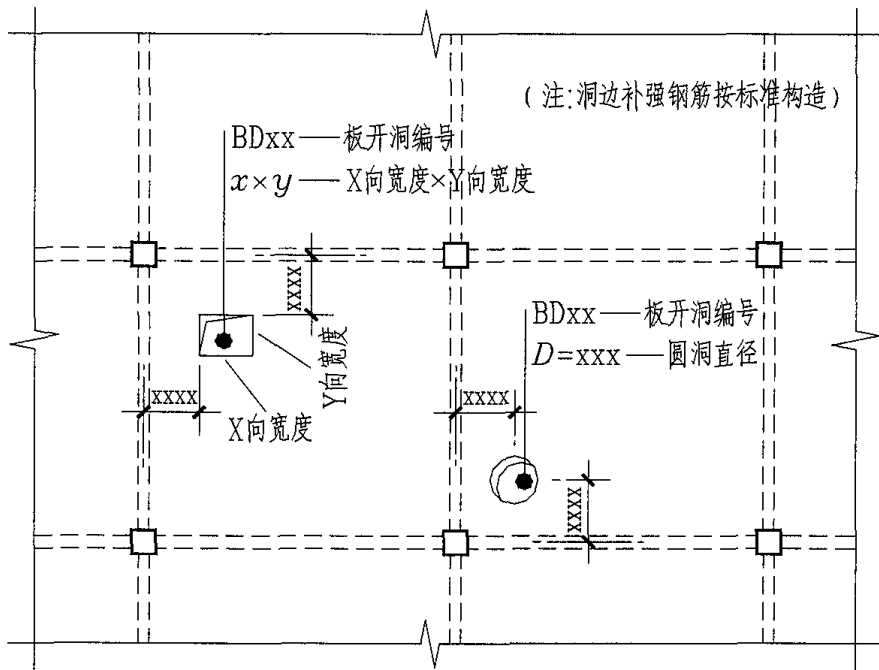 (注:洞边补强钢筋按标准构造)
BDxx — 板开洞编号
x×y — X向宽度×Y向宽度
xxxx
BDxx — 板开洞编号
D=xxx — 圆洞直径
Y向宽度
xxxx
xxxx
X向宽度
xxxx